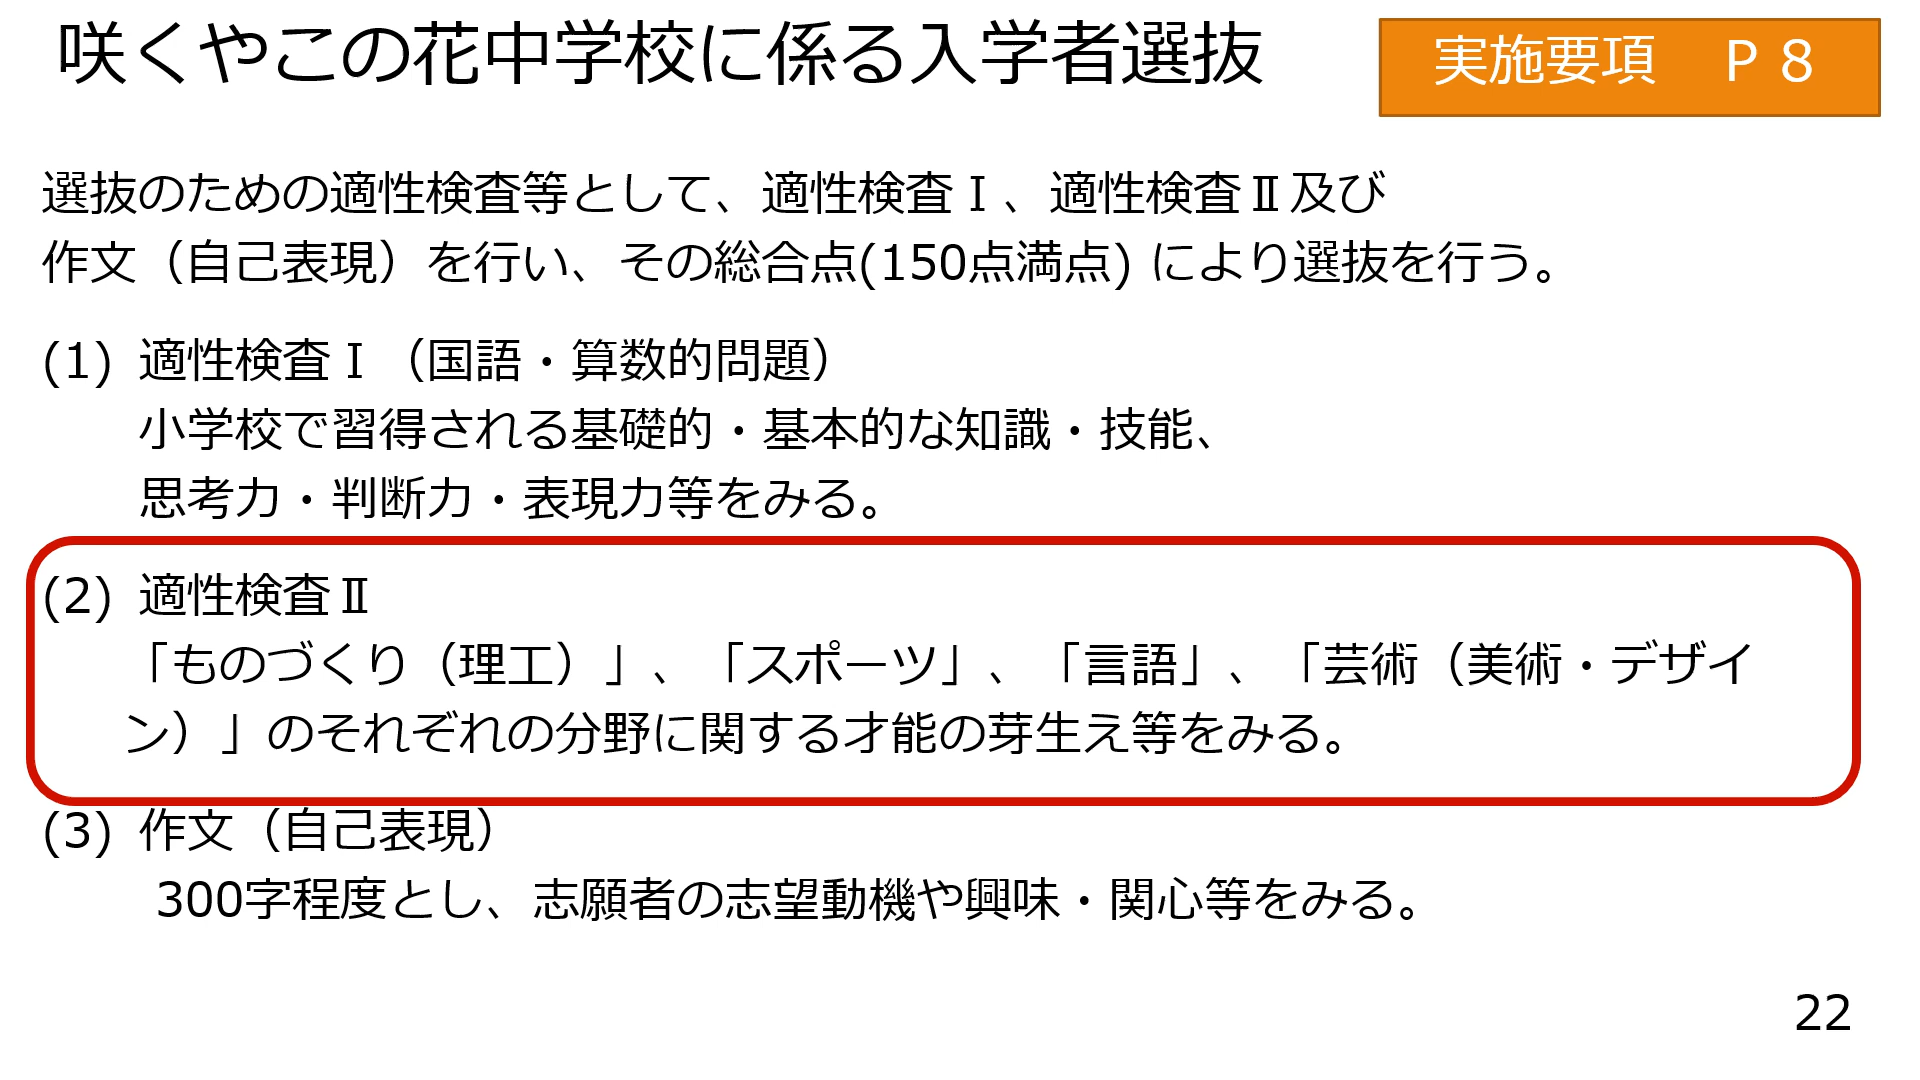 咲くやこの花中学校に係る入学者選抜
実施要項　Ｐ８
選抜のための適性検査等として、適性検査Ⅰ、適性検査Ⅱ及び
作文（自己表現）を行い、その総合点(150点満点) により選抜を行う。
(1) 適性検査Ⅰ（国語・算数的問題）
小学校で習得される基礎的・基本的な知識・技能、
思考力・判断力・表現力等をみる。
(2) 適性検査Ⅱ
「ものづくり（理工）」、「スポーツ」、「言語」、「芸術（美術・デザイ
ン）」のそれぞれの分野に関する才能の芽生え等をみる。
(3) 作文（自己表現）
300字程度とし、志願者の志望動機や興味・関心等をみる。
22